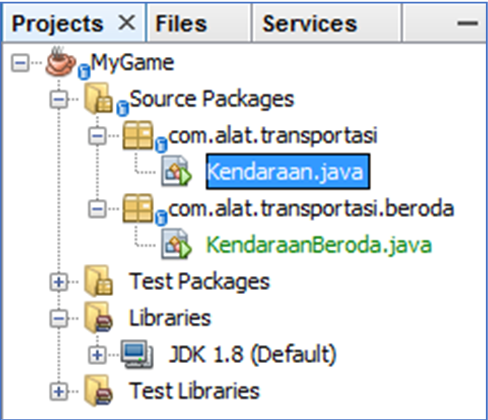 Projects × Files Services
MyGame
Source Packages
com.alat.transportasi
Kendaraan.java
com.alat.transportasi.beroda
KendaraanBeroda.java
Test Packages
Libraries
JDK 1.8 (Default)
Test Libraries